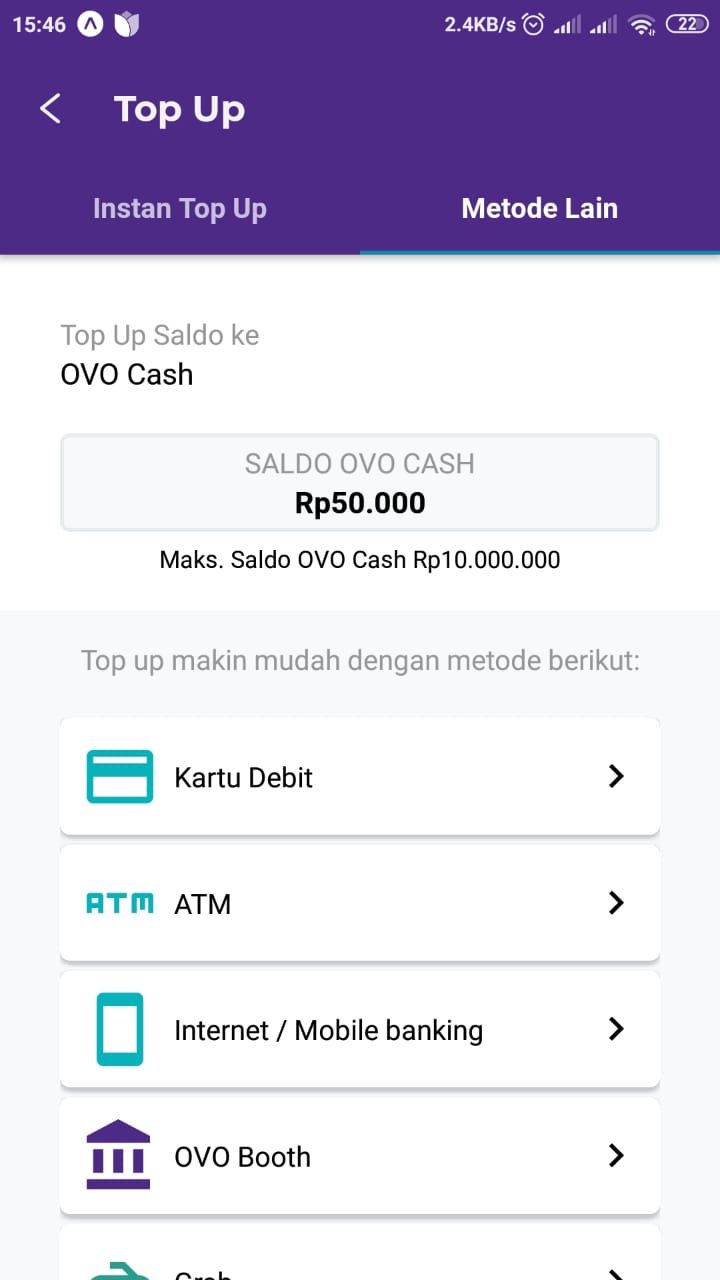 15:46 2.4KB/s 22
Top Up
Instan Top Up Metode Lain
Top Up Saldo ke
OVO Cash
SALDO OVO CASH
Rp50.000
Maks. Saldo OVO Cash Rp10.000.000
Top up makin mudah dengan metode berikut:
Kartu Debit
ATM ATM
Internet / Mobile banking
OVO Booth
Grab